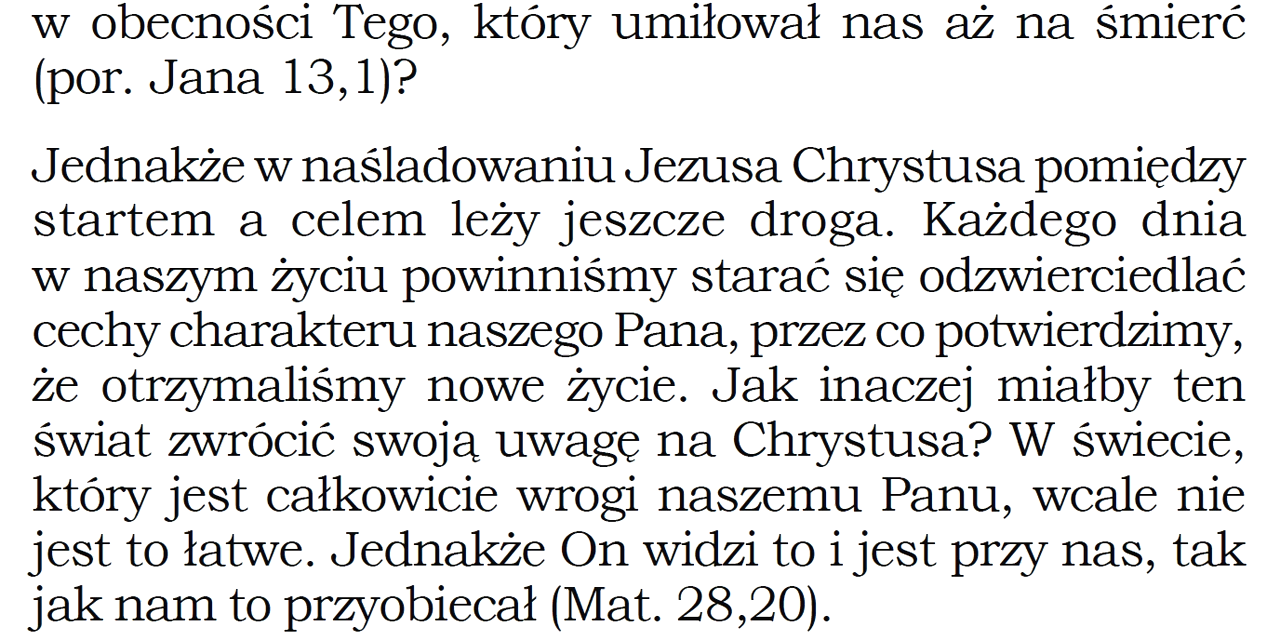 w obecności Tego, który umiłował nas aż na śmierć
(por. Jana 13,1)?
Jednakże w naśladowaniu Jezusa Chrystusa pomiędzy
startem a celem leży jeszcze droga. Każdego dnia
w naszym życiu powinniśmy starać się odzwierciedlać
cechy charakteru naszego Pana, przez co potwierdzimy,
że otrzymaliśmy nowe życie. Jak inaczej miałby ten
świat zwrócić swoją uwagę na Chrystusa? W świecie,
który jest całkowicie wrogi naszemu Panu, wcale nie
jest to łatwe. Jednakże On widzi to i jest przy nas, tak
jak nam to przyobiecał (Mat. 28,20).